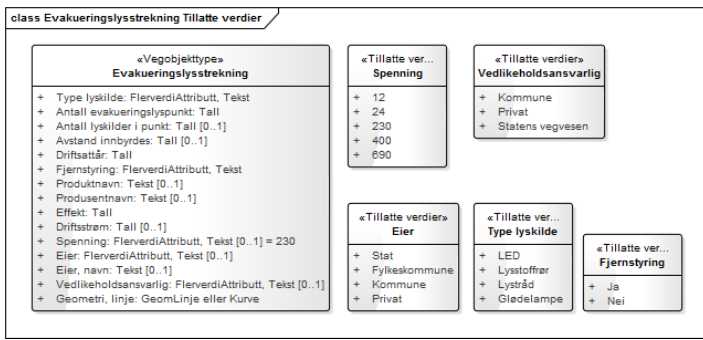 class Evakueringslysstrekning Tillatte verdier
«Vegobjekttype»
Evakueringslysstrekning
+ Type lyskilde: FlerverdiAttributt, Tekst
+ Antall evakueringslyspunkt: Tall
+ Antall lyskilder i punkt: Tall [0..1]
+ Avstand innbyrdes: Tall [0..1]
+ Driftsattår: Tall
+ Fjernstyring: FlerverdiAttributt, Tekst
+ Produktnavn: Tekst [0..1]
+ Produsentnavn: Tekst [0..1]
+ Effekt: Tall
+ Driftsstrøm: Tall [0..1]
+ Spenning: FlerverdiAttributt, Tekst [0..1] = 230
+ Eier: FlerverdiAttributt, Tekst [0..1]
+ Eier, navn: Tekst [0..1]
+ Vedlikeholdsansvarlig: FlerverdiAttributt, Tekst [0..1]
+ Geometri, linje: GeomLinje eller Kurve
«Tillatte ver...
Spenning
+ 12
+ 24
+ 230
+ 400
+ 690
«Tillatte verdier»
Vedlikeholdsansvarlig
+ Kommune
+ Privat
+ Statens vegvesen
«Tillatte verdier»
Eier
+ Stat
+ Fylkeskommune
+ Kommune
+ Privat
«Tillatte ver...
Type lyskilde
+ LED
+ Lysstoffrør
+ Lystråd
+ Glødelampe
«Tillatte ver...
Fjernstyring
+ Ja
+ Nei